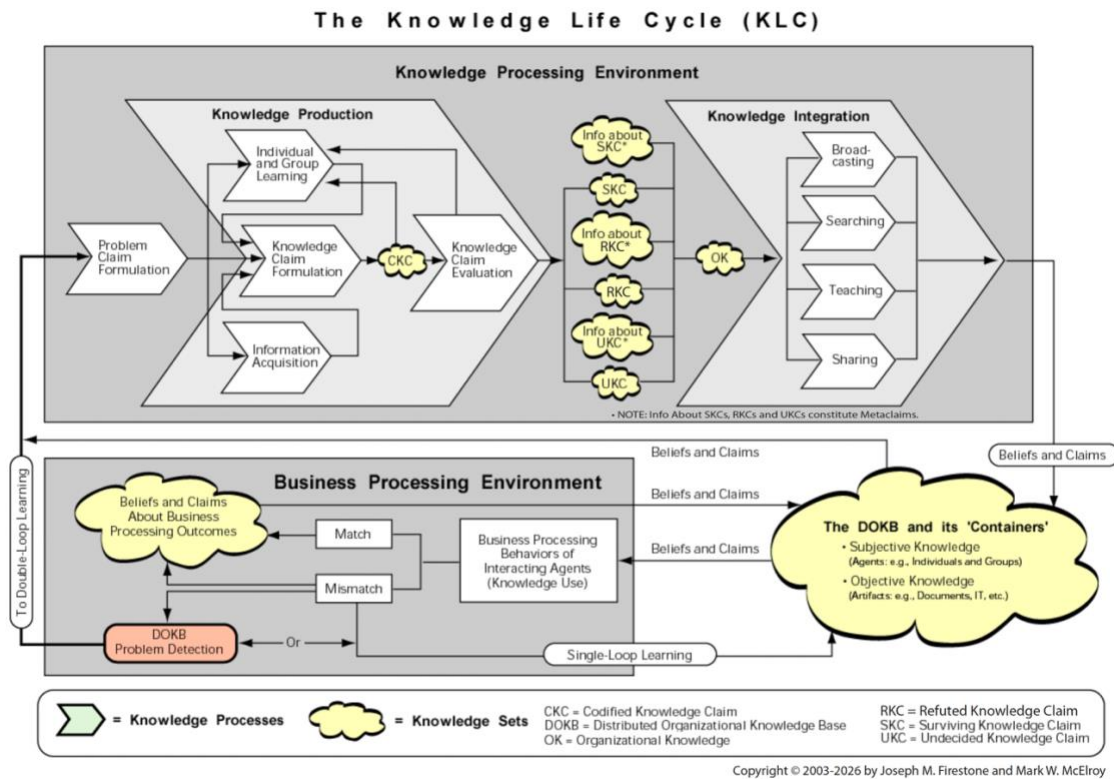 The Knowledge Life Cycle (KLC)
Knowledge Processing Environment
Knowledge Production
Individual
and Group
Learning
Problem
Claim
Formulation
Knowledge
Claim
Formulation
CKC
Knowledge
Claim
Evaluation
Information
Acquisition
Info about
SKC*
SKC
Info about
RKC*
RKC
Info about
UKC*
UKC
OK
Knowledge Integration
Broad-
casting
Searching
Teaching
Sharing
• NOTE: Info About SKCs, RKCs and UKCs constitute Metaclaims.
Beliefs and Claims
Beliefs and Claims
To Double-Loop Learning
Business Processing Environment
Beliefs and Claims
About Business
Processing Outcomes
Match
Mismatch
Business Processing
Behaviors of
Interacting Agents
(Knowledge Use)
Beliefs and Claims
Beliefs and Claims
DOKB
Problem Detection
Or
Single-Loop Learning
The DOKB and its 'Containers'
• Subjective Knowledge
(Agents: e.g., Individuals and Groups)
• Objective Knowledge
(Artifacts: e.g., Documents, IT, etc.)
= Knowledge Processes
= Knowledge Sets
CKC = Codified Knowledge Claim
DOKB = Distributed Organizational Knowledge Base
OK = Organizational Knowledge
RKC = Refuted Knowledge Claim
SKC = Surviving Knowledge Claim
UKC = Undecided Knowledge Claim
Copyright © 2003-2026 by Joseph M. Firestone and Mark W. McElroy